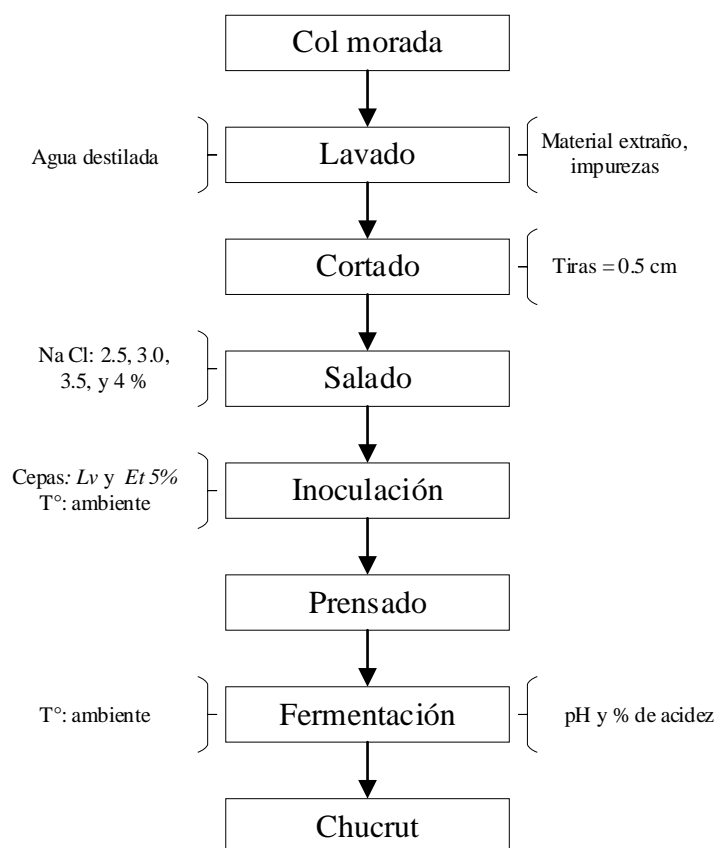 Col morada
Agua destilada
Lavado
Material extraño,
impurezas
Cortado
Tiras = 0.5 cm
Na Cl: 2.5, 3.0,
3.5, y 4 %
Salado
Cepas: Lv y Et 5%
T°: ambiente
Inoculación
Prensado
T°: ambiente
Fermentación
pH y % de acidez
Chucrut